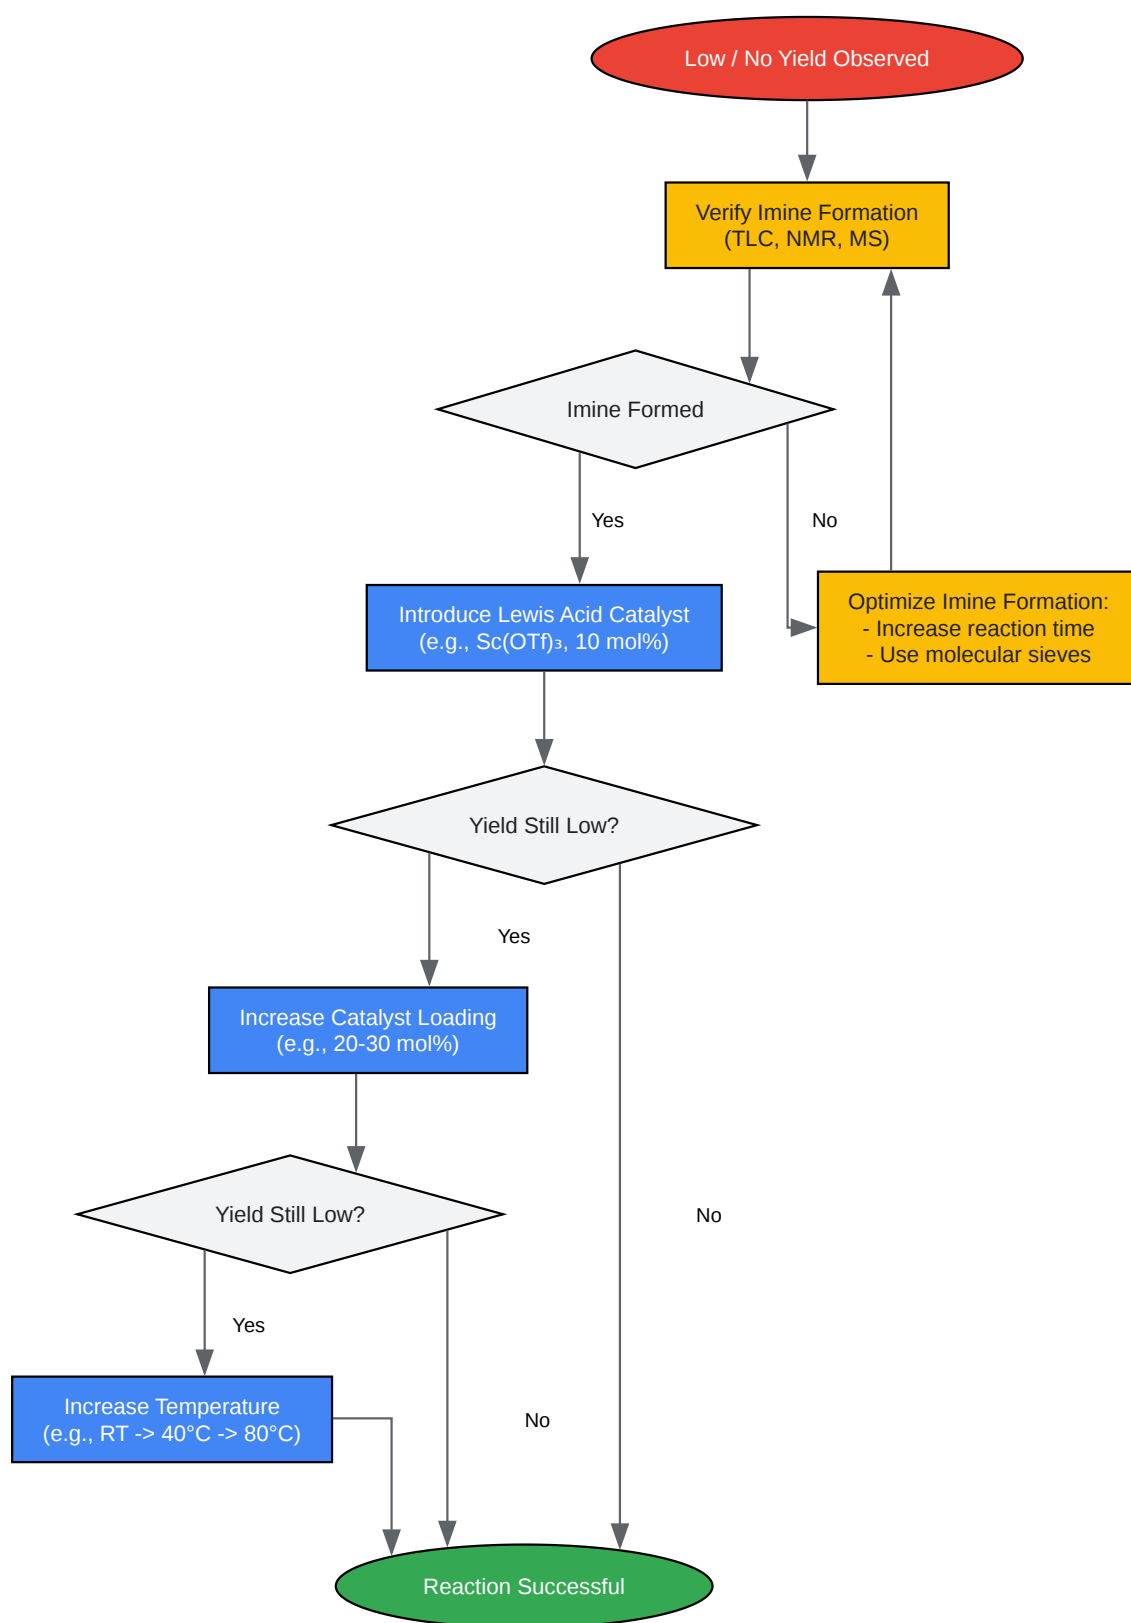 Low / No Yield Observed
Verify Imine Formation
(TLC, NMR, MS)
Imine Formed
Yes
No
Optimize Imine Formation:
- Increase reaction time
- Use molecular sieves
Introduce Lewis Acid Catalyst
(e.g., Sc(OTf)₃, 10 mol%)
Yield Still Low?
Yes
Increase Catalyst Loading
(e.g., 20-30 mol%)
Yield Still Low?
No
Yes
Increase Temperature
(e.g., RT -> 40°C -> 80°C)
No
Reaction Successful